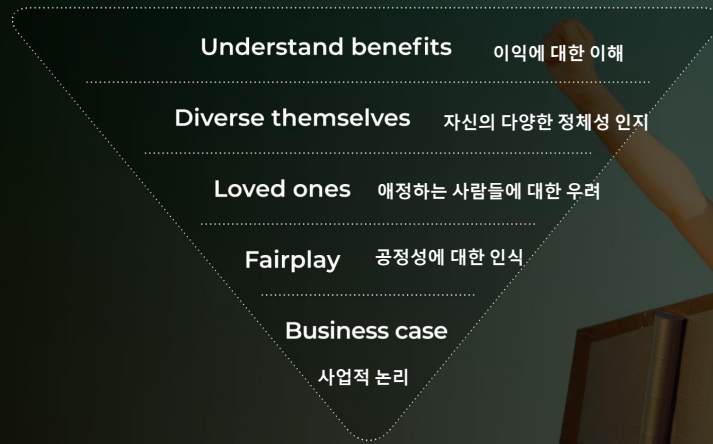 Understand benefits 이익에 대한 이해
Diverse themselves 자신의 다양한 정체성 인지
Loved ones 애정하는 사람들에 대한 우려
Fairplay 공정성에 대한 인식
Business case
사업적 논리